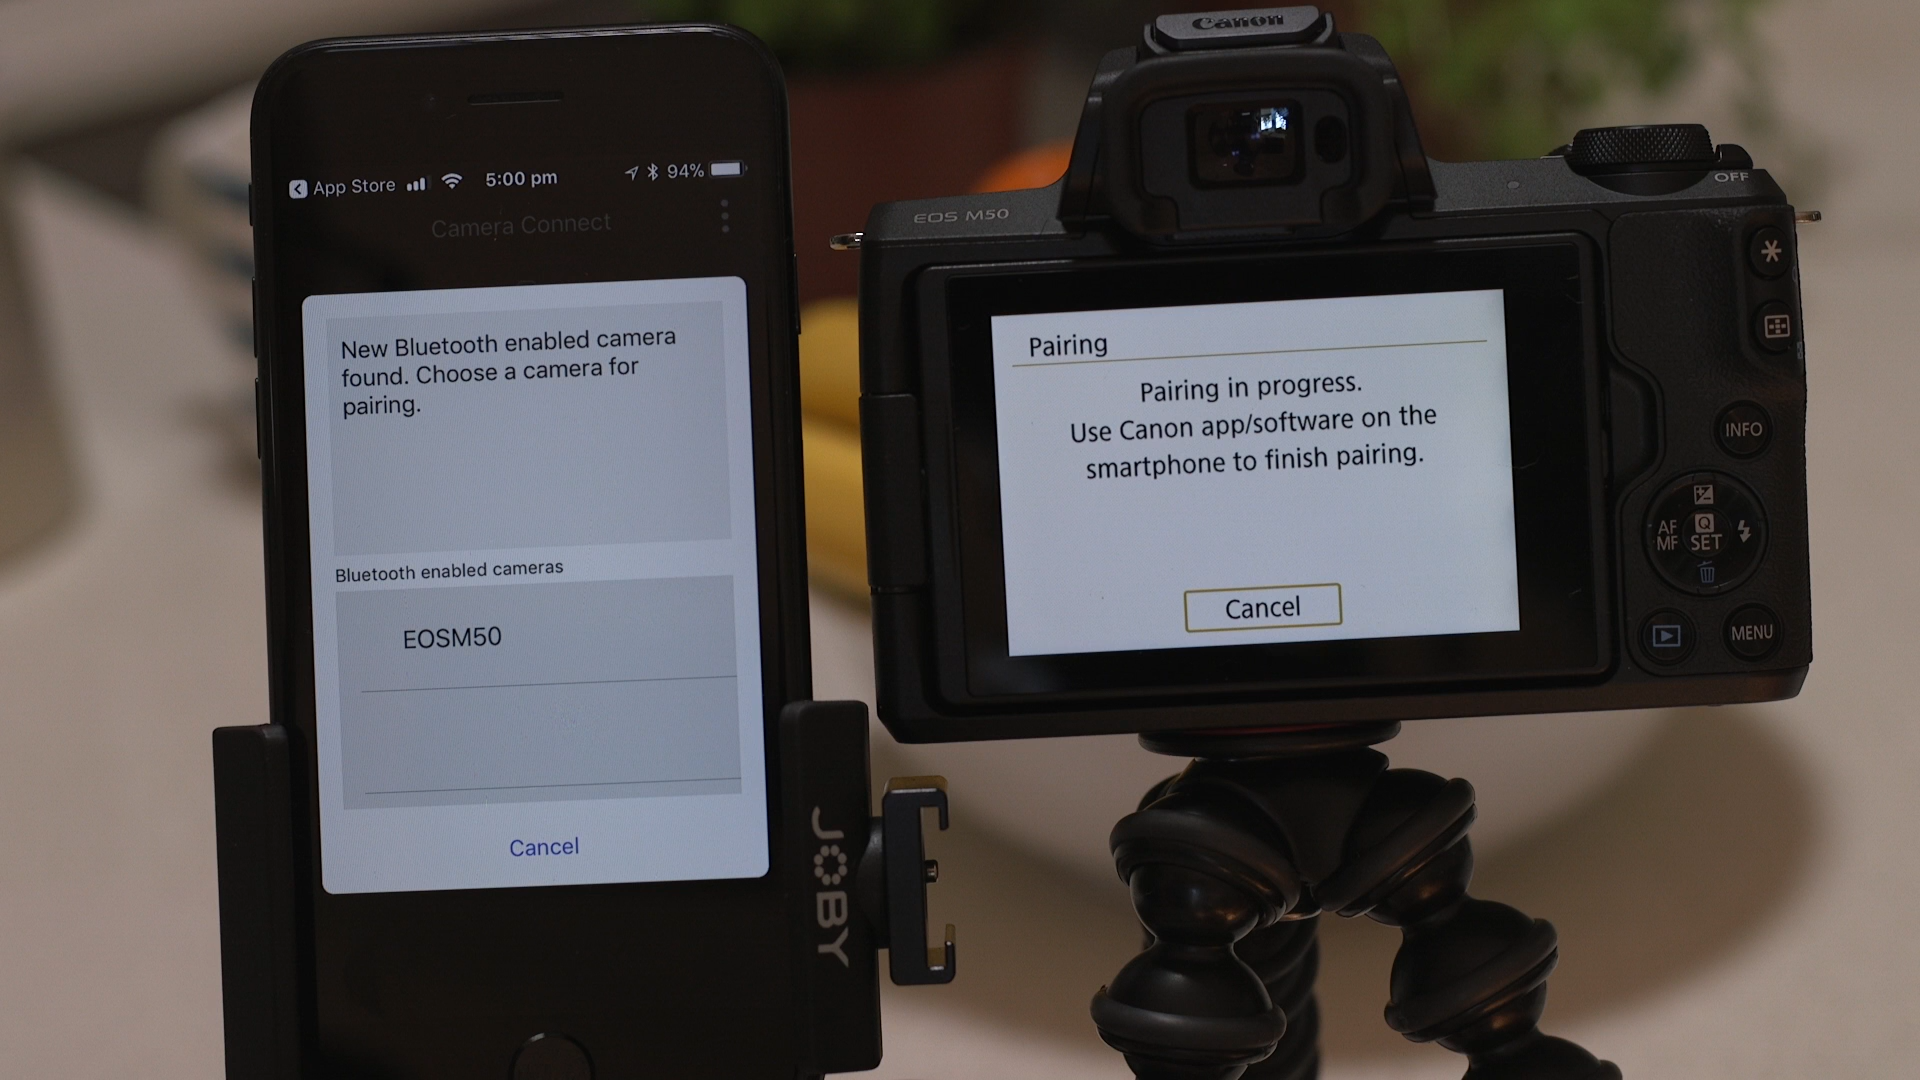 App Store
5:00 pm
94%
Camera Connect
New Bluetooth enabled camera
found. Choose a camera for
pairing.
Bluetooth enabled cameras
EOSM50
Cancel
JOBY
Canon
EOS M50
OFF
Pairing
Pairing in progress.
Use Canon app/software on the
smartphone to finish pairing.
Cancel
INFO
AF
MF
Q
SET
MENU